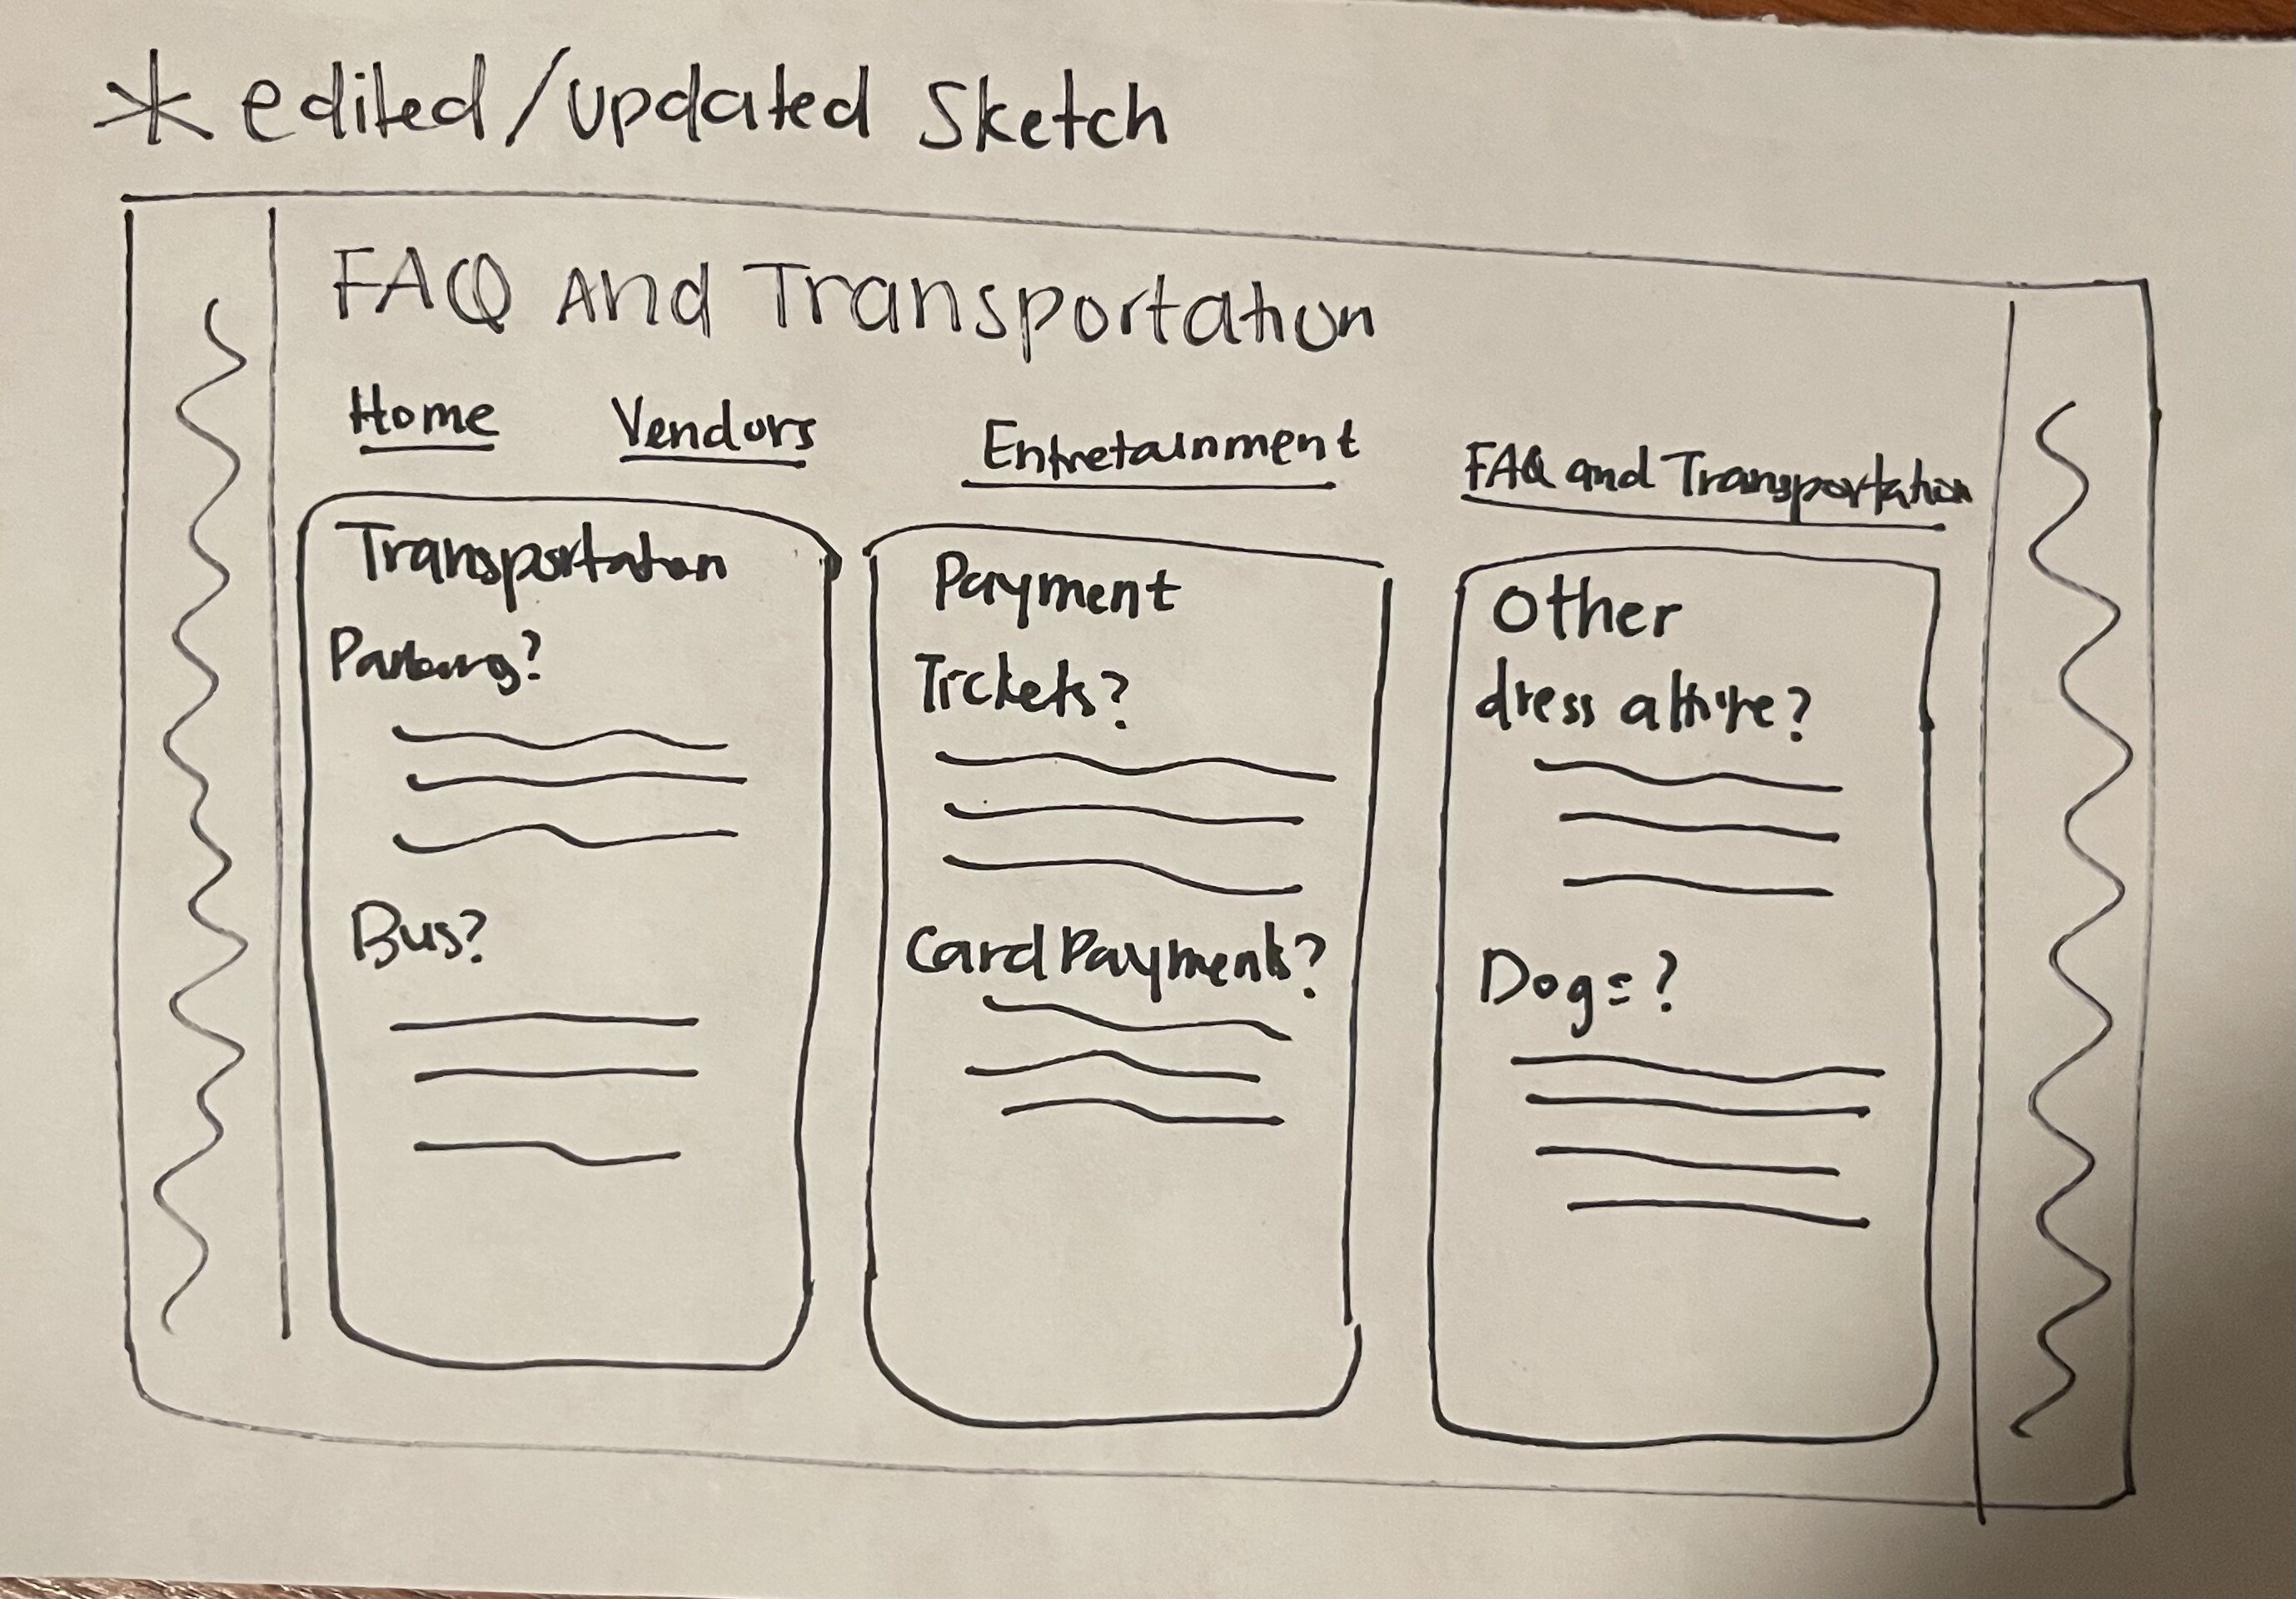 * edited/updated Sketch
FAQ and Transportation
Home Vendors Entretainment FAQ and Transportation
Transportation
Parking?
Bus?
Payment
Tickets?
Card Payments?
Other
dress attire?
Dogs?